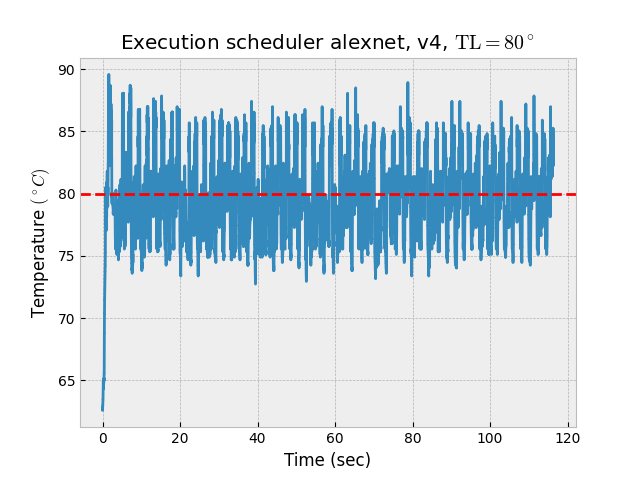 Execution scheduler alexnet, v4, TL = 80°
90
85
80
75
70
65
Temperature (°C)
0 20 40 60 80 100 120
Time (sec)